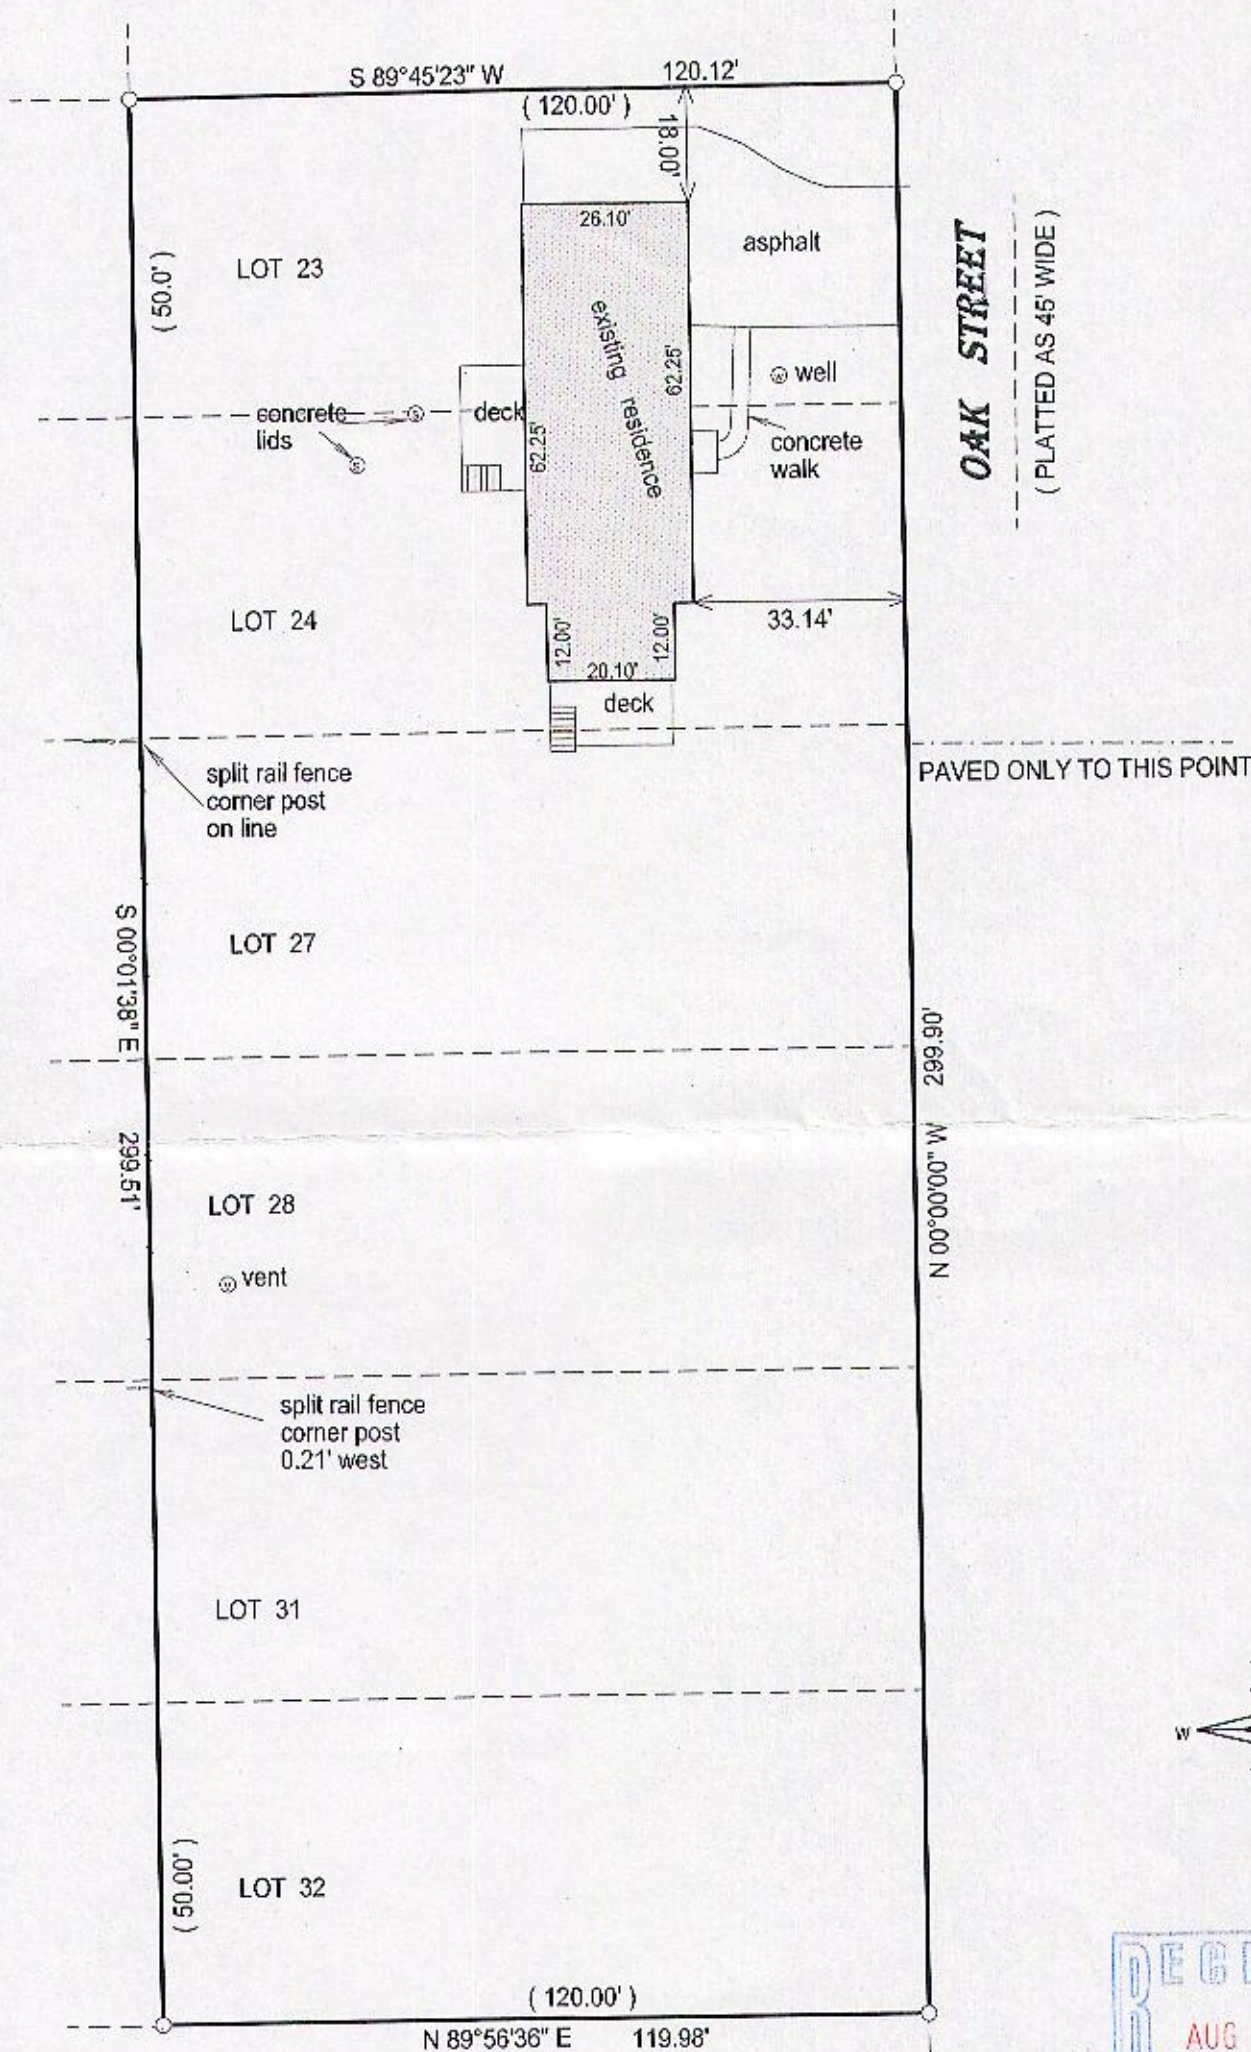 S 89°45'23" W 120.12'
( 120.00' )
18.00'
26.10'
asphalt
LOT 23
( 50.0' )
OAK STREET
( PLATTED AS 45' WIDE )
existing residence
62.25'
well
concrete
lids
deck
62.25'
concrete
walk
LOT 24
33.14'
12.00'
12.00'
20.10'
deck
PAVED ONLY TO THIS POINT
split rail fence
corner post
on line
S 00°01'38" E 299.51'
LOT 27
N 00°00'00" W 299.90'
LOT 28
vent
split rail fence
corner post
0.21' west
LOT 31
W
( 50.00' )
LOT 32
( 120.00' )
N 89°56'36" E 119.98'
AUG